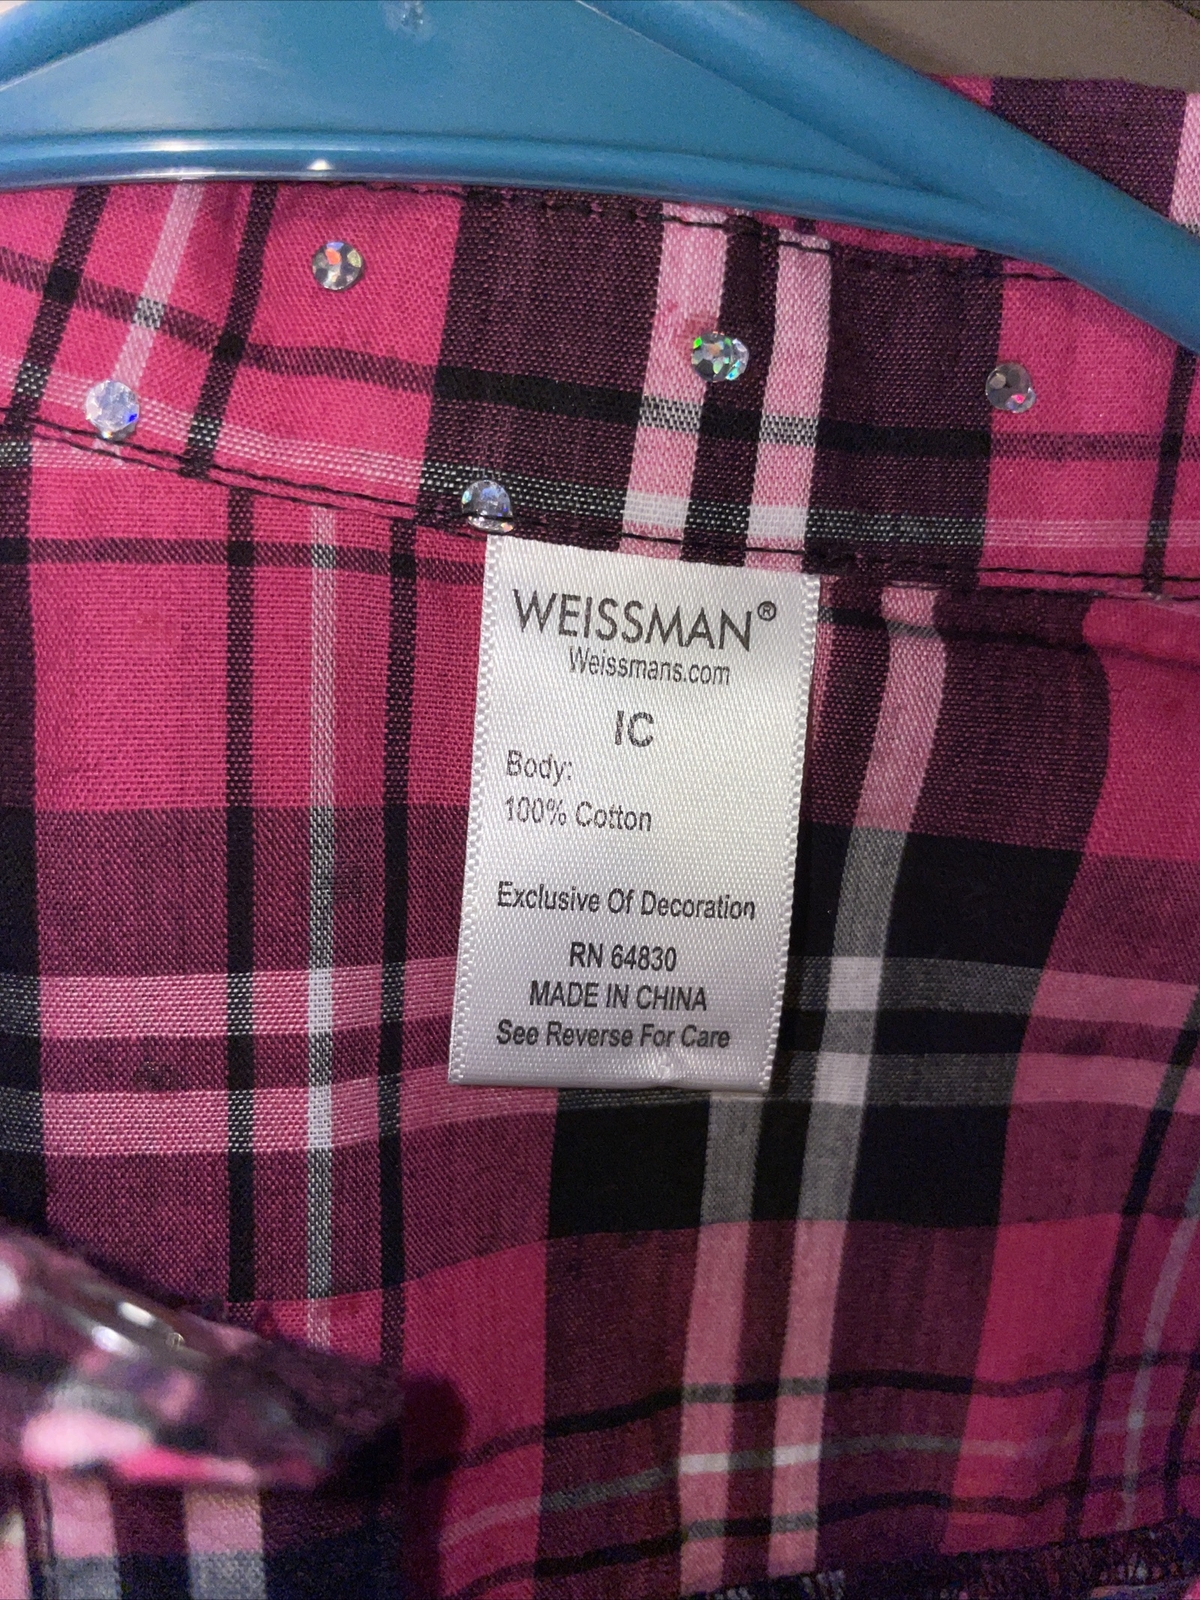 WEISSMAN®
Weissmans.com
IC
Body:
100% Cotton
Exclusive Of Decoration
RN 64830
MADE IN CHINA
See Reverse For Care